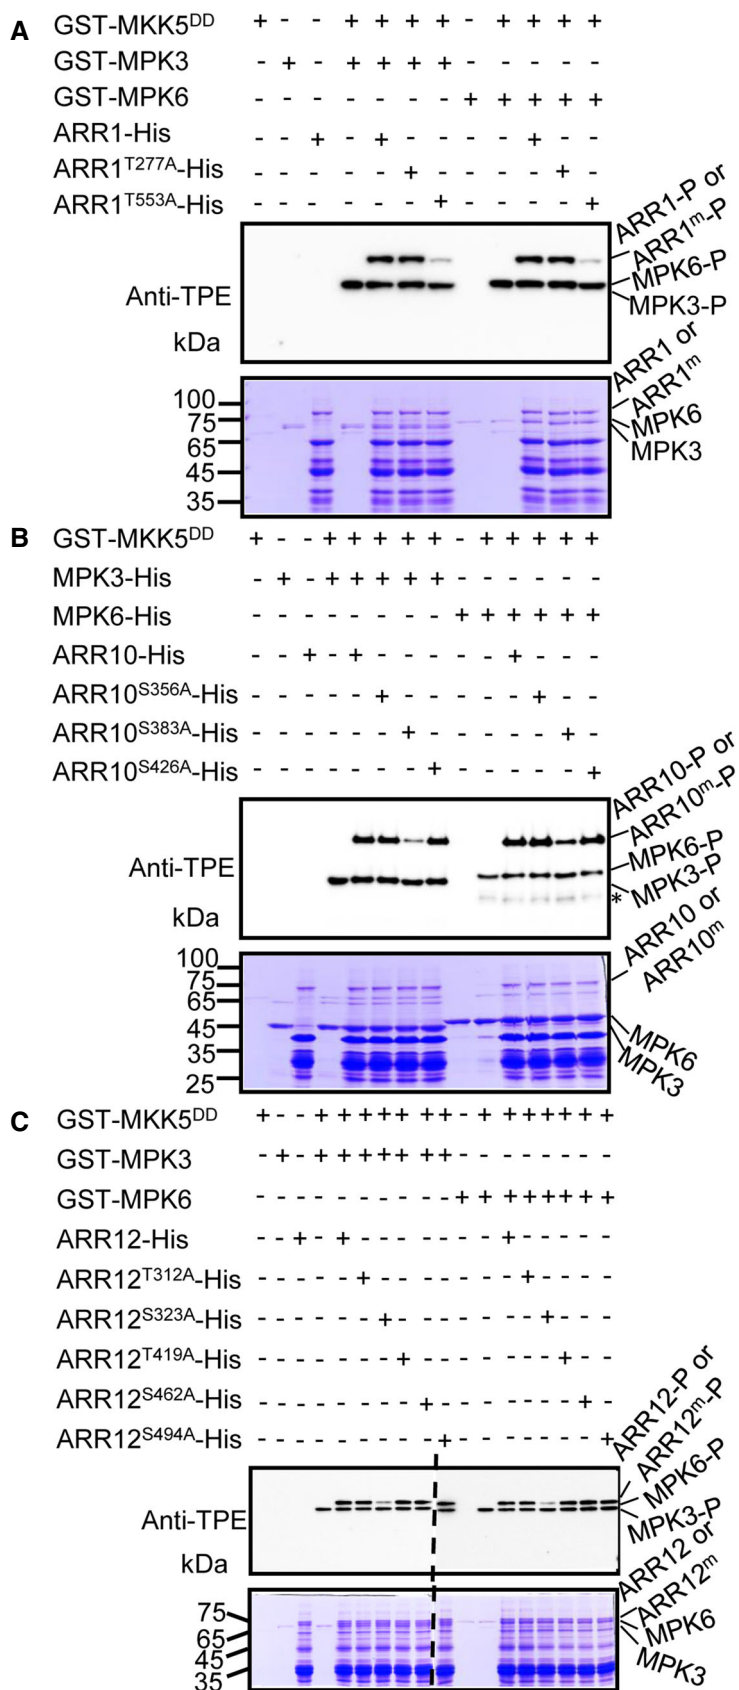 A GST-MKK5DD + - - + + + + - + + + +
GST-MPK3 - + - + + + + - - - - -
GST-MPK6 - - - - - - - + + + + +
ARR1-His - - + - + - - - - + - -
ARR1T277A-His - - - - - + - - - - + -
ARR1T553A-His - - - - - - + - - - - +
ARR1-P or
ARR1m-P
MPK6-P
MPK3-P
Anti-TPE
kDa
ARR1 or
ARR1m
MPK6
MPK3
100
75
65
45
35
B GST-MKK5DD + - - + + + + + - + + + + +
MPK3-His - + - + + + + + - - - - - -
MPK6-His - - - - - - - - + + + + + +
ARR10-His - - + - + - - - - - + - - -
ARR10S356A-His - - - - - + - - - - - + - -
ARR10S383A-His - - - - - - + - - - - - + -
ARR10S426A-His - - - - - - - + - - - - - +
ARR10-P or
ARR10m-P
MPK6-P
MPK3-P
*
Anti-TPE
kDa
ARR10 or
ARR10m
MPK6
MPK3
100
75
65
45
35
25
C GST-MKK5DD + - - + + + + + + + - + + + + + + +
GST-MPK3 - + - + + + + + + + - - - - - - - -
GST-MPK6 - - - - - - - - - - + + + + + + + +
ARR12-His - - + - + - - - - - - - + - - - - -
ARR12T312A-His - - - - - + - - - - - - - + - - - -
ARR12S323A-His - - - - - - + - - - - - - - + - - -
ARR12T419A-His - - - - - - - + - - - - - - - + - -
ARR12S462A-His - - - - - - - - + - - - - - - - + -
ARR12S494A-His - - - - - - - - - + - - - - - - - +
ARR12-P or
ARR12m-P
MPK6-P
MPK3-P
Anti-TPE
kDa
ARR12 or
ARR12m
MPK6
MPK3
75
65
45
35